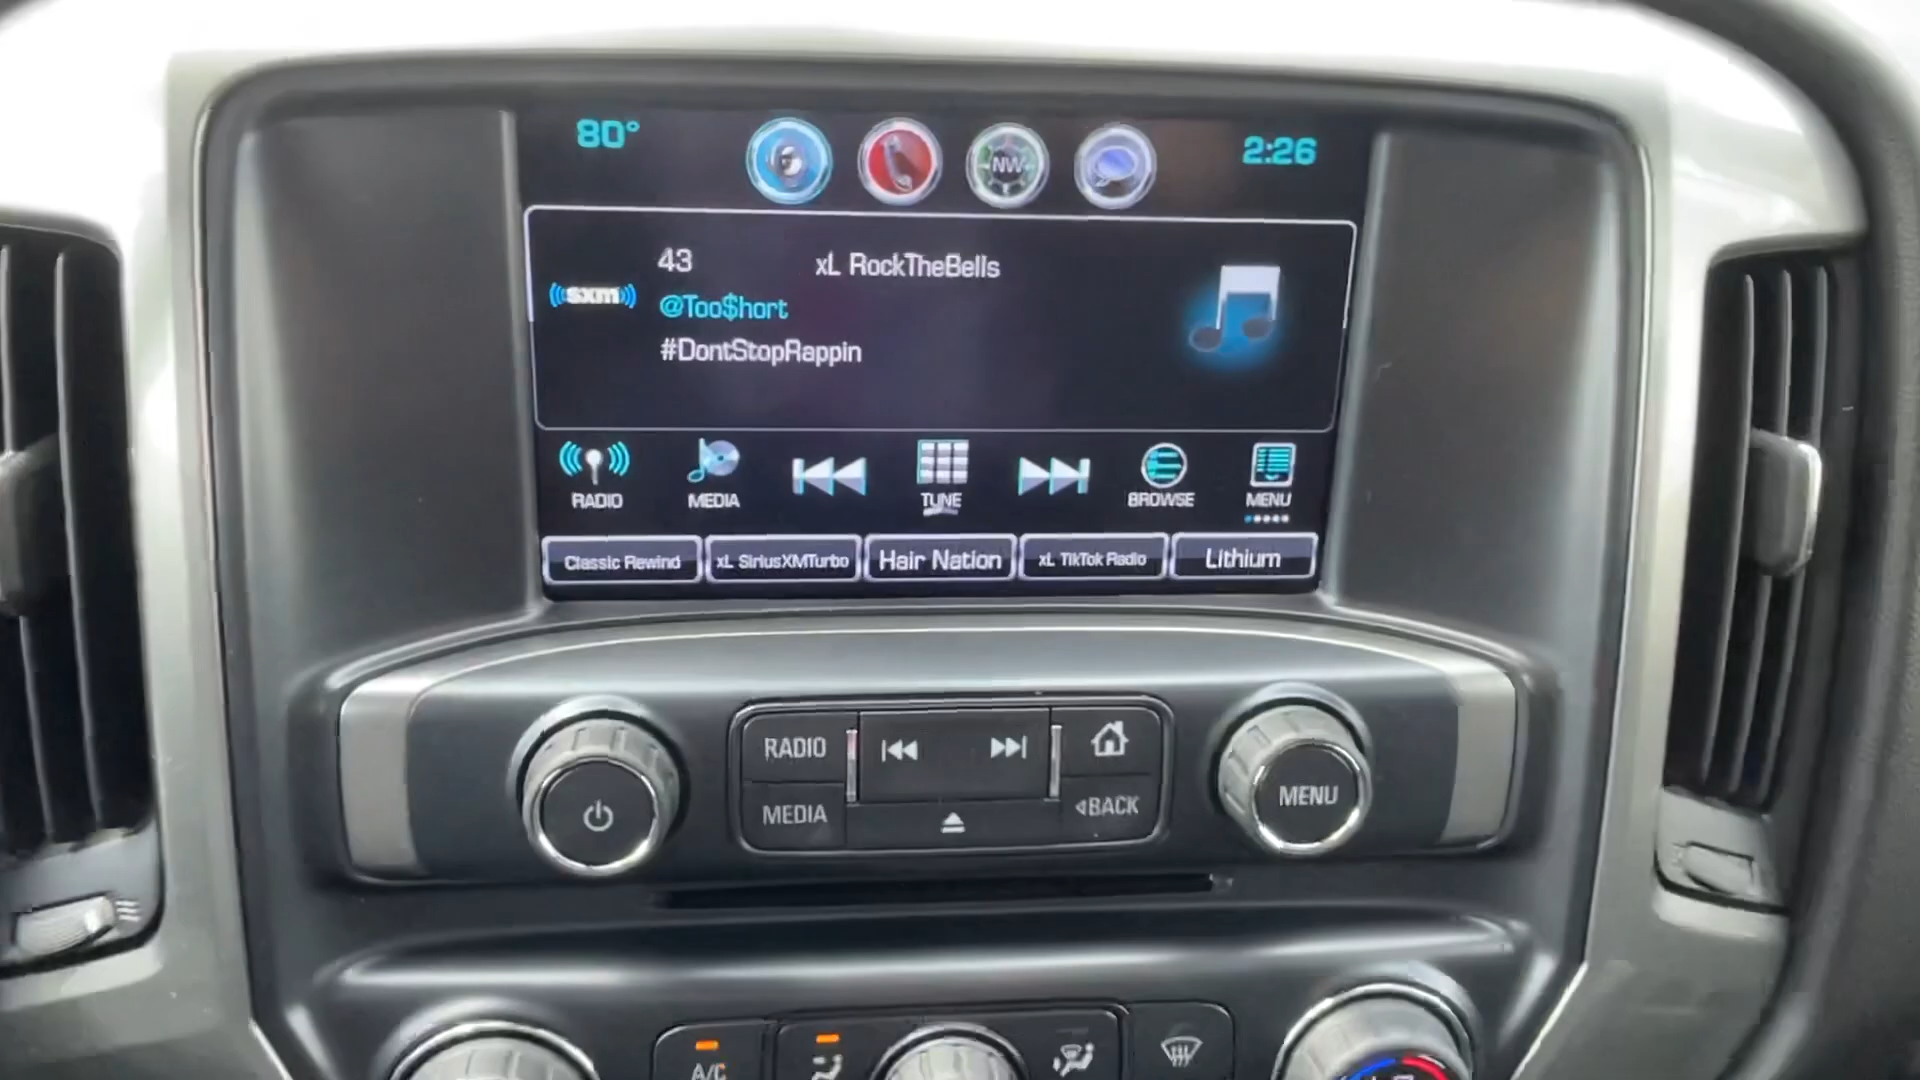 80°
NW
2:26
43
xL RockTheBells
sxm
@Too$hort
#DontStopRappin
RADIO
MEDIA
TUNE
BROWSE
MENU
Classic Rewind
xL SiriusXMTurbo
Hair Nation
xL TikTok Radio
Lithium
RADIO
MEDIA
BACK
MENU
A/C